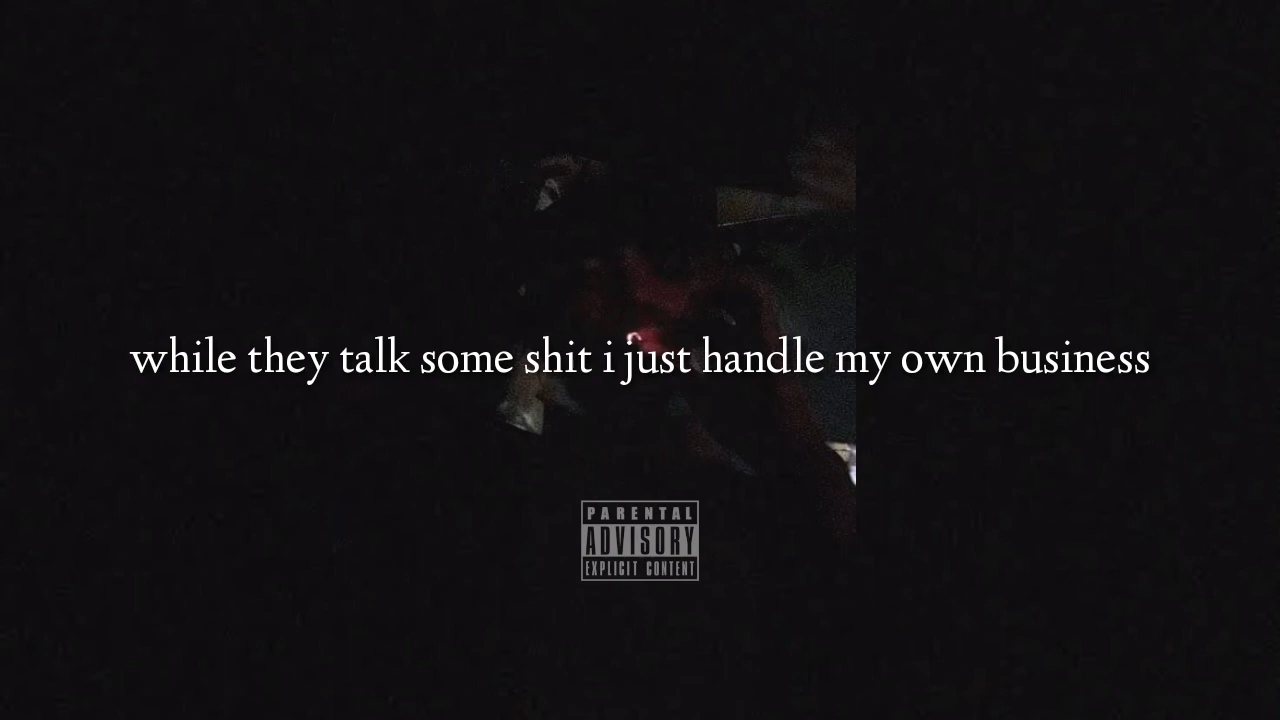 while they talk some shit i just handle my own business
PARENTAL
ADVISORY
EXPLICIT CONTENT